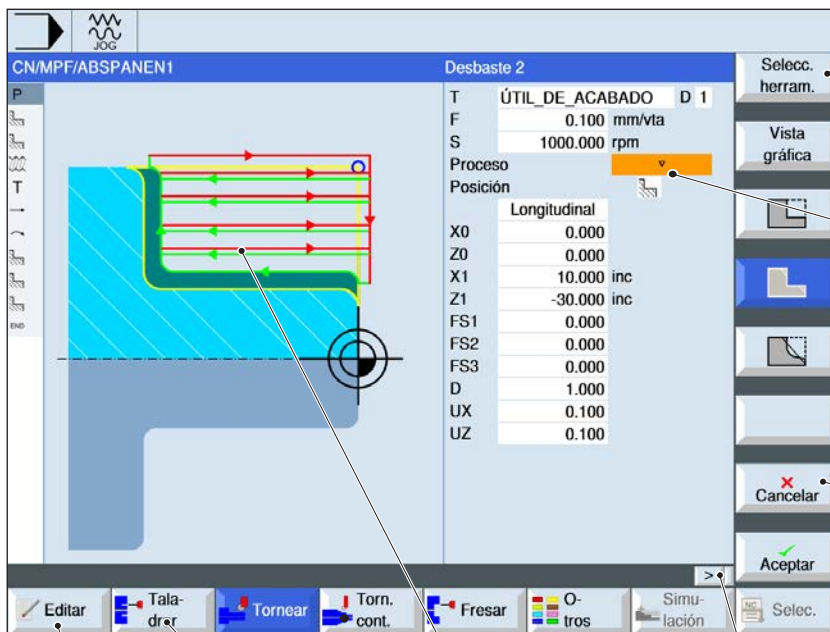 JOG
CN/MPF/ABSPANEN1
Desbaste 2
P
T
END
T ÚTIL_DE_ACABADO D 1
F 0.100 mm/vta
S 1000.000 rpm
Proceso ▿
Posición
Longitudinal
X0 0.000
Z0 0.000
X1 10.000 inc
Z1 -30.000 inc
FS1 0.000
FS2 0.000
FS3 0.000
D 1.000
UX 0.100
UZ 0.100
Selecc.
herram.
Vista
gráfica
Cancelar
Aceptar
>
Editar
Tala-
drar
Tornear
Torn.
cont.
Fresar
O-
tros
Simu-
lación
NC
Selec.